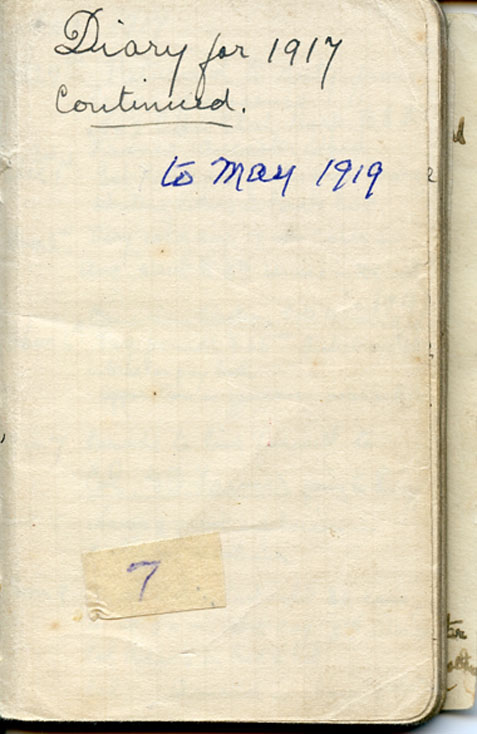 Diary for 1917
Continued.
to May 1919
7